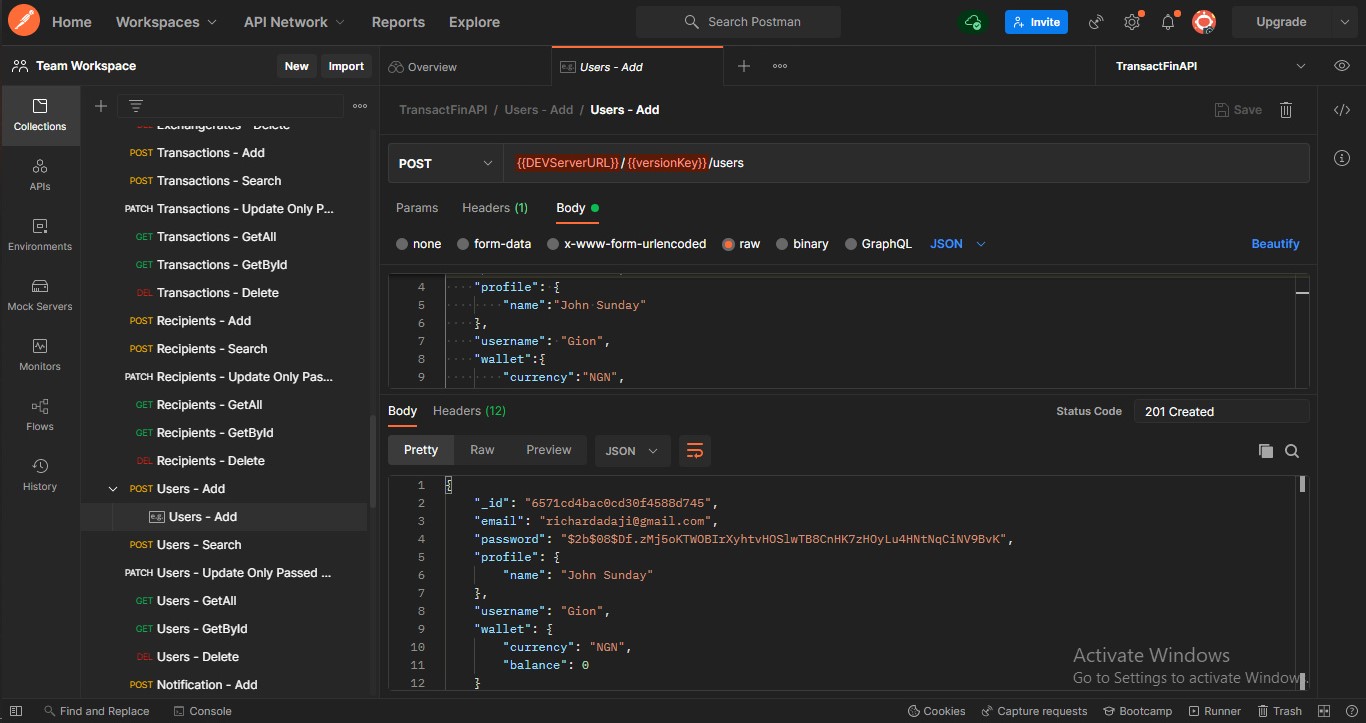 Home Workspaces API Network Reports Explore Search Postman Invite Upgrade
Team Workspace New Import Overview e.g. Users - Add TransactFinAPI
Collections
APIs
Environments
Mock Servers
Monitors
Flows
History
DEL Exchangerates - Delete
POST Transactions - Add
POST Transactions - Search
PATCH Transactions - Update Only P...
GET Transactions - GetAll
GET Transactions - GetById
DEL Transactions - Delete
POST Recipients - Add
POST Recipients - Search
PATCH Recipients - Update Only Pas...
GET Recipients - GetAll
GET Recipients - GetById
DEL Recipients - Delete
POST Users - Add
e.g. Users - Add
POST Users - Search
PATCH Users - Update Only Passed ...
GET Users - GetAll
GET Users - GetById
DEL Users - Delete
POST Notification - Add
TransactFinAPI / Users - Add / Users - Add Save
POST {{DEVServerURL}}/{{versionKey}}/users
Params Headers (1) Body
none form-data x-www-form-urlencoded raw binary GraphQL JSON Beautify
4 "profile": {
5 "name":"John Sunday"
6 },
7 "username": "Gion",
8 "wallet":{
9 "currency":"NGN",
Body Headers (12) Status Code 201 Created
Pretty Raw Preview JSON
1 {
2 "_id": "6571cd4bac0cd30f4588d745",
3 "email": "richardadaji@gmail.com",
4 "password": "$2b$08$Df.zMj5oKTWOBIrXyhtvHOSlwTB8CnHK7zHOyLu4HNtNqCiNV9BvK",
5 "profile": {
6 "name": "John Sunday"
7 },
8 "username": "Gion",
9 "wallet": {
10 "currency": "NGN",
11 "balance": 0
12 }
Activate Windows
Go to Settings to activate Windows.
Find and Replace Console Cookies Capture requests Bootcamp Runner Trash